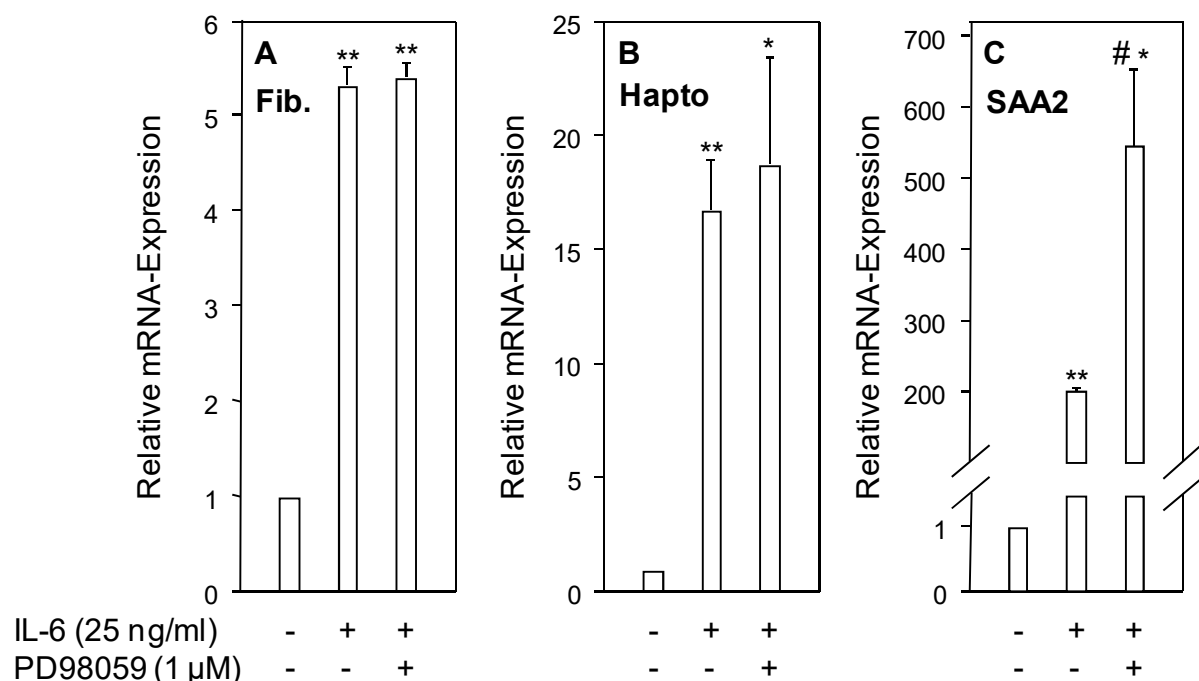 A
Fib.
Relative mRNA-Expression
6
5
4
3
2
1
0
** **
B
Hapto
Relative mRNA-Expression
25
20
15
10
5
0
** *
C
SAA2
Relative mRNA-Expression
700
600
500
400
300
200
1
0
** # *
IL-6 (25 ng/ml) - + + - + + - + +
PD98059 (1 µM) - - + - - + - - +